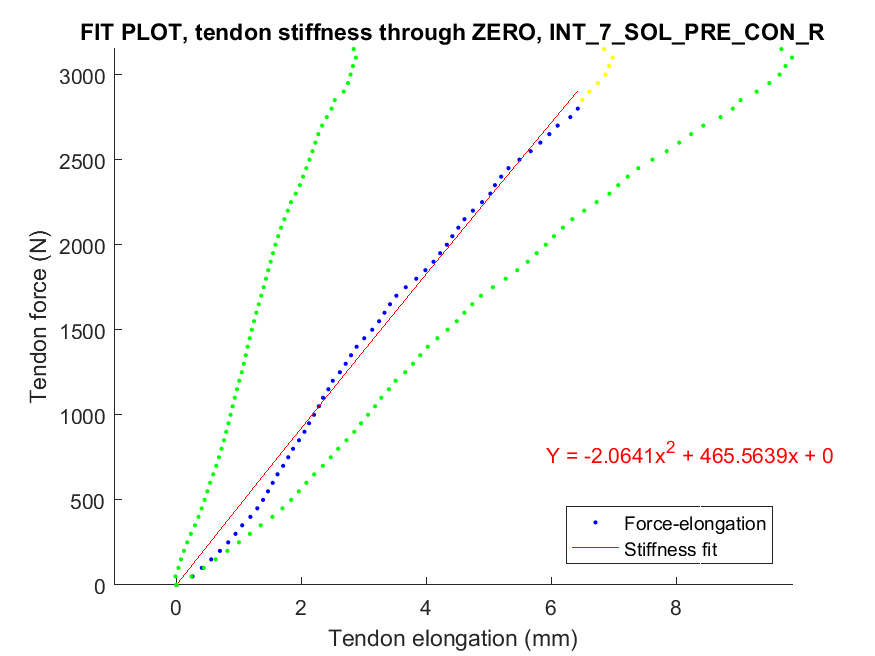 FIT PLOT, tendon stiffness through ZERO, INT_7_SOL_PRE_CON_R
3000
2500
2000
1500
1000
500
0
Tendon force (N)
Y = -2.0641x² + 465.5639x + 0
Force-elongation
Stiffness fit
0 2 4 6 8
Tendon elongation (mm)